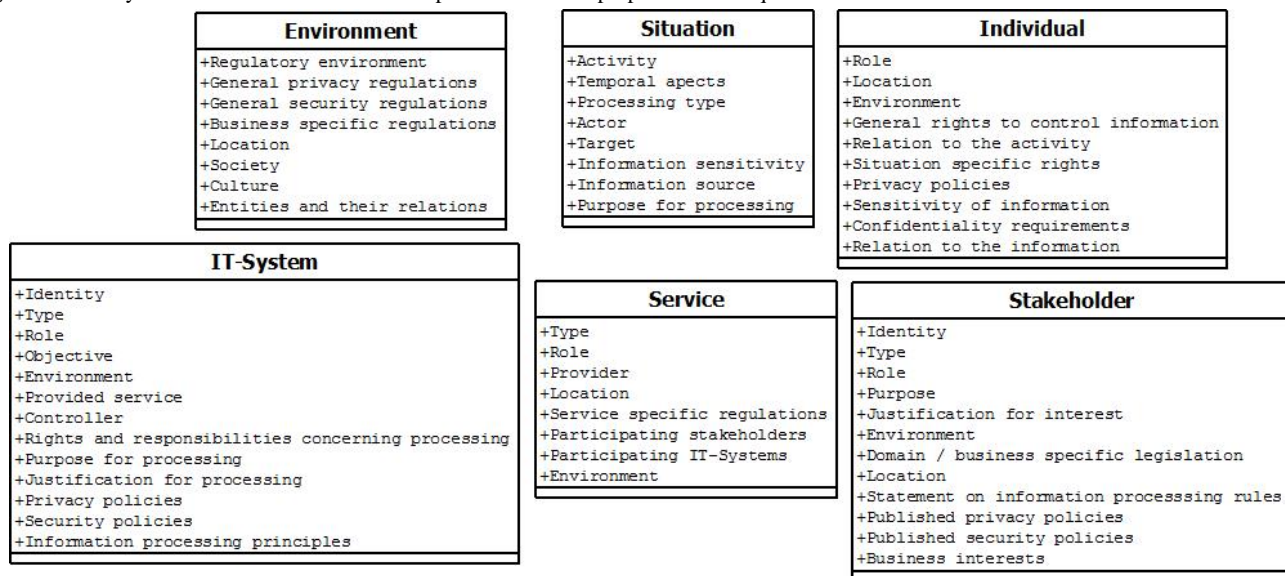 Environment
+Regulatory environment
+General privacy regulations
+General security regulations
+Business specific regulations
+Location
+Society
+Culture
+Entities and their relations
Situation
+Activity
+Temporal apects
+Processing type
+Actor
+Target
+Information sensitivity
+Information source
+Purpose for processing
Individual
+Role
+Location
+Environment
+General rights to control information
+Relation to the activity
+Situation specific rights
+Privacy policies
+Sensitivity of information
+Confidentiality requirements
+Relation to the information
IT-System
+Identity
+Type
+Role
+Objective
+Environment
+Provided service
+Controller
+Rights and responsibilities concerning processing
+Purpose for processing
+Justification for processing
+Privacy policies
+Security policies
+Information processing principles
Service
+Type
+Role
+Provider
+Location
+Service specific regulations
+Participating stakeholders
+Participating IT-Systems
+Environment
Stakeholder
+Identity
+Type
+Role
+Purpose
+Justification for interest
+Environment
+Domain / business specific legislation
+Location
+Statement on information processsing rules
+Published privacy policies
+Published security policies
+Business interests